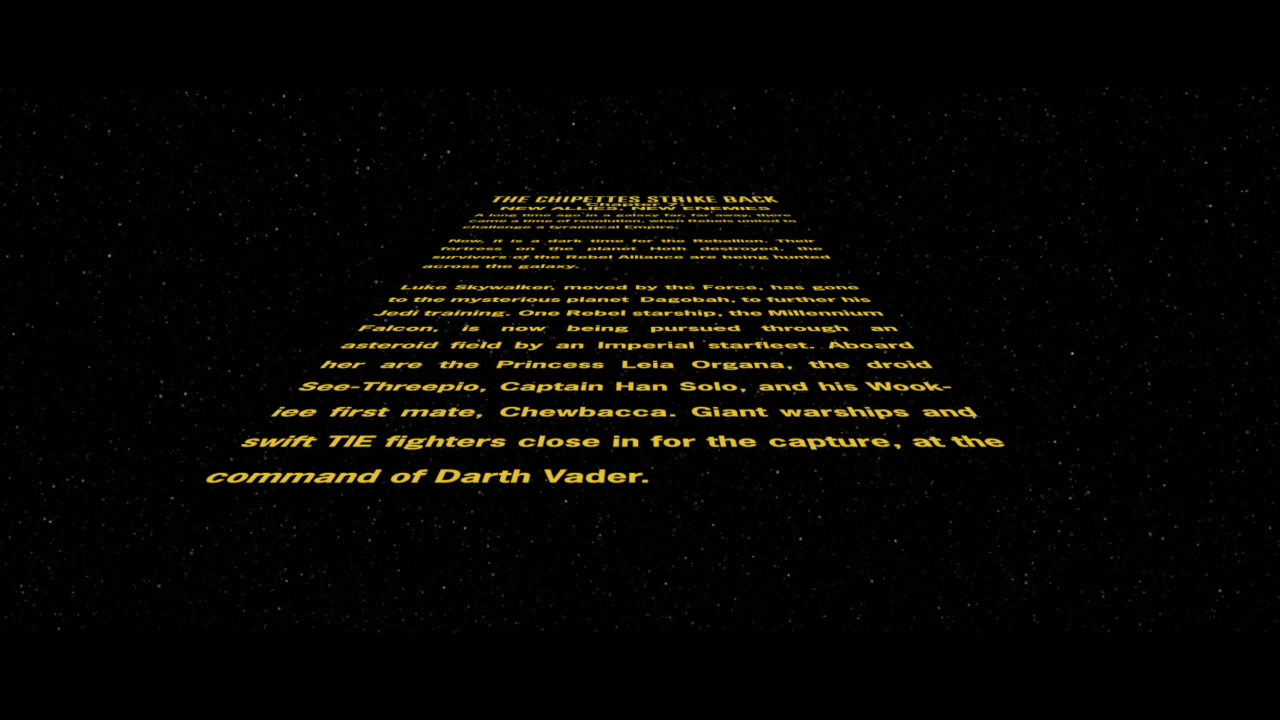 THE CHIPETTES STRIKE BACK
NEW ALLIES, NEW ENEMIES
A long time ago in a galaxy far, far away, there
came a time of revolution, when Rebels united to
challenge a tyrannical Empire.
Now, it is a dark time for the Rebellion. Their
fortress on the planet Hoth destroyed, the
survivors of the Rebel Alliance are being hunted
across the galaxy.
Luke Skywalker, moved by the Force, has gone
to the mysterious planet Dagobah, to further his
Jedi training. One Rebel starship, the Millennium
Falcon, is now being pursued through an
asteroid field by an Imperial starfleet. Aboard
her are the Princess Leia Organa, the droid
See-Threepio, Captain Han Solo, and his Wook-
iee first mate, Chewbacca. Giant warships and
swift TIE fighters close in for the capture, at the
command of Darth Vader.